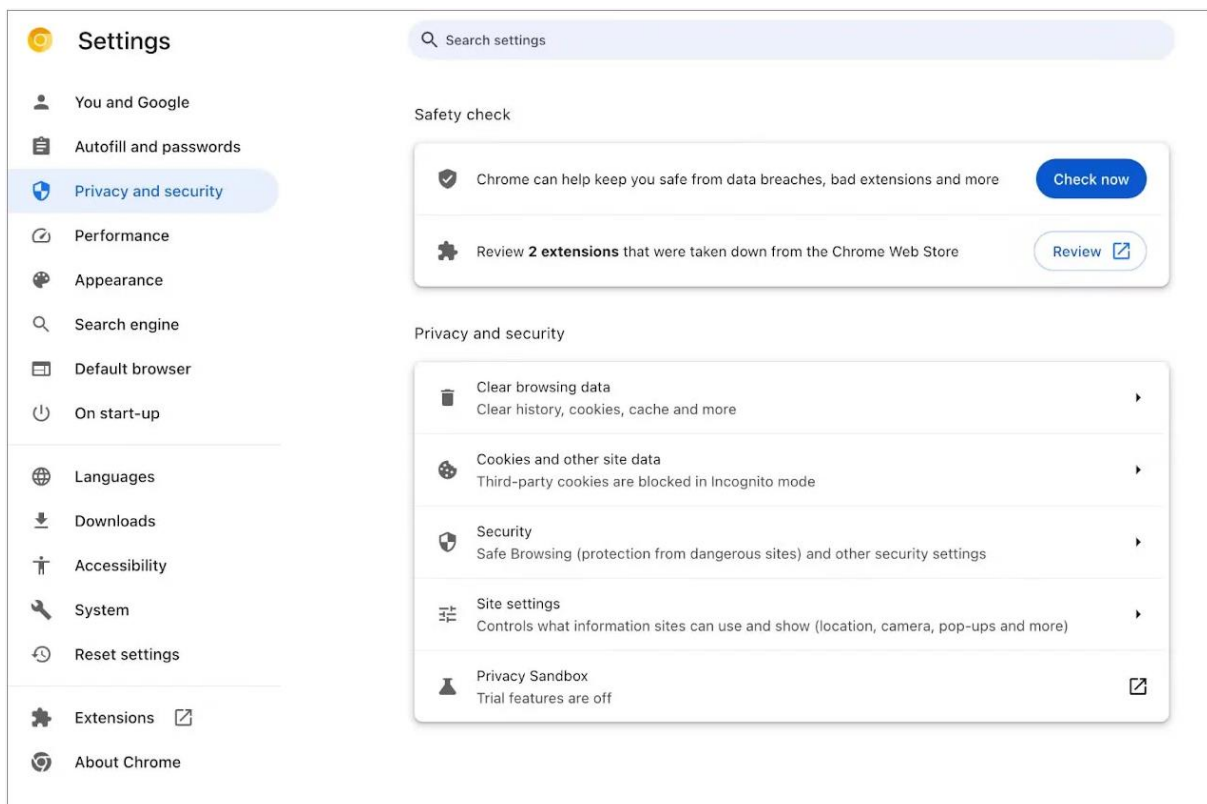 Settings
Search settings
You and Google
Autofill and passwords
Privacy and security
Performance
Appearance
Search engine
Default browser
On start-up
Languages
Downloads
Accessibility
System
Reset settings
Extensions
About Chrome
Safety check
Chrome can help keep you safe from data breaches, bad extensions and more
Check now
Review 2 extensions that were taken down from the Chrome Web Store
Review
Privacy and security
Clear browsing data
Clear history, cookies, cache and more
Cookies and other site data
Third-party cookies are blocked in Incognito mode
Security
Safe Browsing (protection from dangerous sites) and other security settings
Site settings
Controls what information sites can use and show (location, camera, pop-ups and more)
Privacy Sandbox
Trial features are off